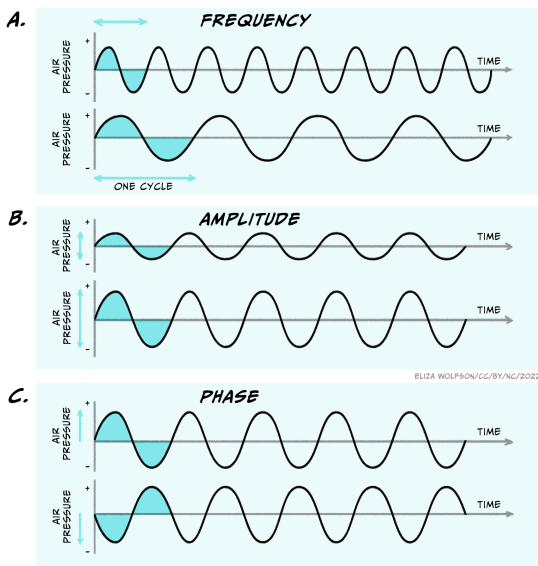 A. FREQUENCY
+
AIR PRESSURE
TIME
-
+
AIR PRESSURE
TIME
-
ONE CYCLE
B. AMPLITUDE
+
AIR PRESSURE
TIME
-
+
AIR PRESSURE
TIME
-
ELIZA WOLFSON/CC/BY/NC/2022
C. PHASE
+
AIR PRESSURE
TIME
-
+
AIR PRESSURE
TIME
-